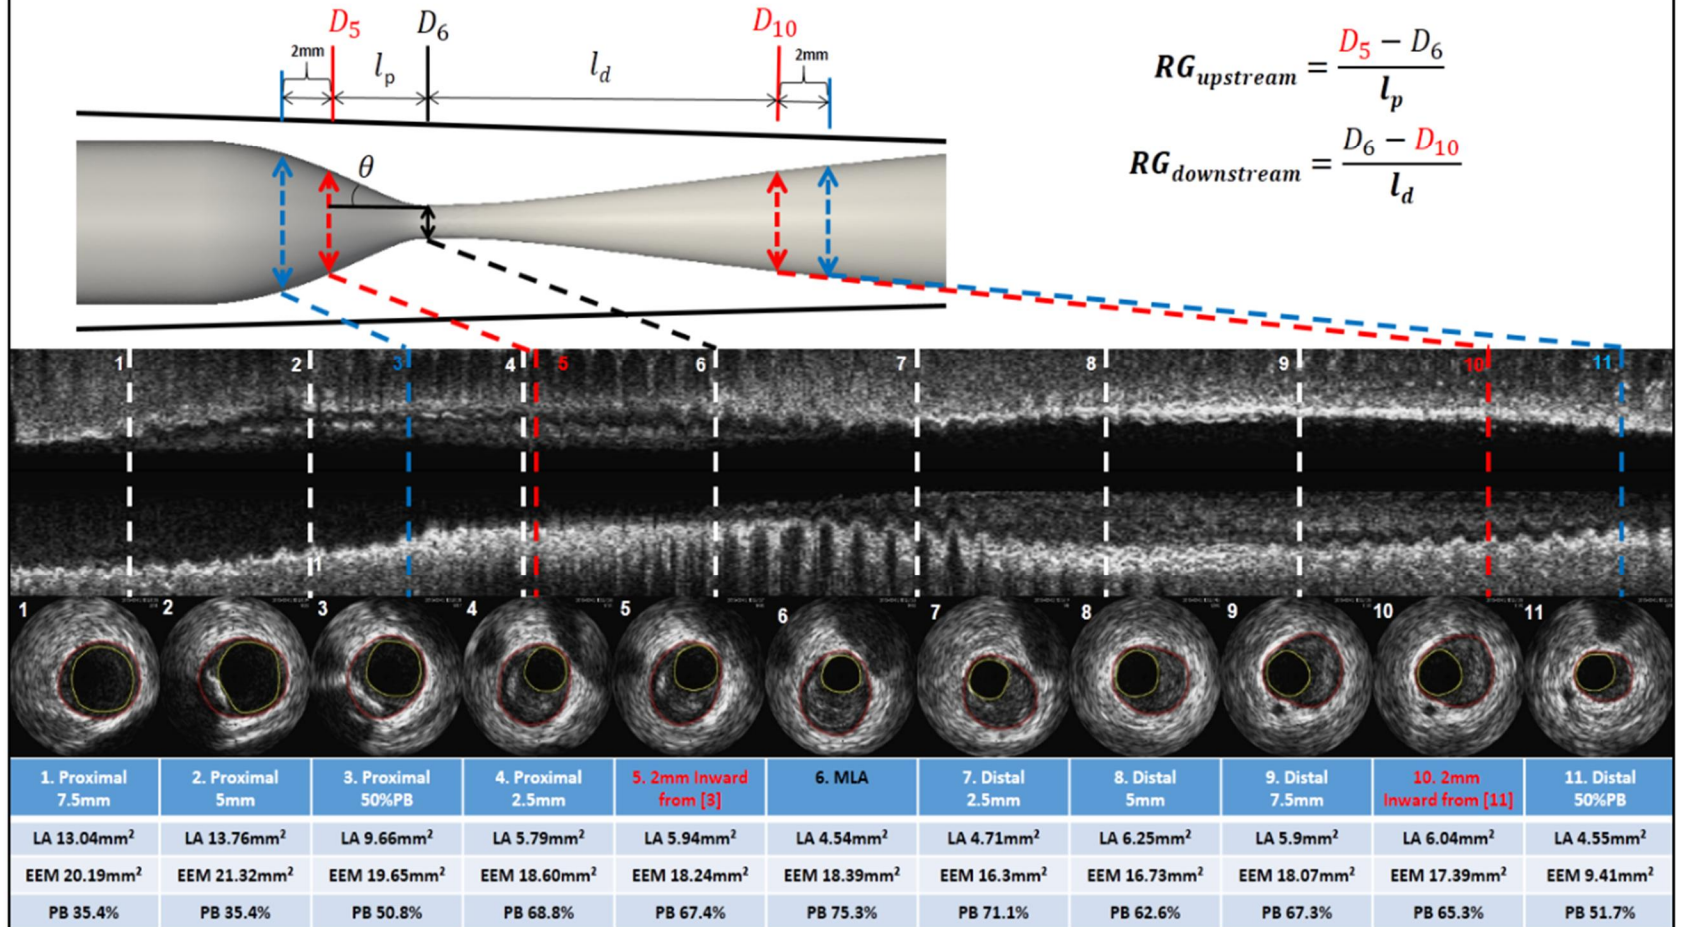 D5 D6 D10
2mm lp ld 2mm
RGupstream = D5 − D6 / lp
RGdownstream = D6 − D10 / ld
θ
1 2 3 4 5 6 7 8 9 10 11
1 2 3 4 5 6 7 8 9 10 11
1. Proximal 7.5mm
2. Proximal 5mm
3. Proximal 50%PB
4. Proximal 2.5mm
5. 2mm Inward from [3]
6. MLA
7. Distal 2.5mm
8. Distal 5mm
9. Distal 7.5mm
10. 2mm Inward from [11]
11. Distal 50%PB
LA 13.04mm² LA 13.76mm² LA 9.66mm² LA 5.79mm² LA 5.94mm² LA 4.54mm² LA 4.71mm² LA 6.25mm² LA 5.9mm² LA 6.04mm² LA 4.55mm²
EEM 20.19mm² EEM 21.32mm² EEM 19.65mm² EEM 18.60mm² EEM 18.24mm² EEM 18.39mm² EEM 16.3mm² EEM 16.73mm² EEM 18.07mm² EEM 17.39mm² EEM 9.41mm²
PB 35.4% PB 35.4% PB 50.8% PB 68.8% PB 67.4% PB 75.3% PB 71.1% PB 62.6% PB 67.3% PB 65.3% PB 51.7%